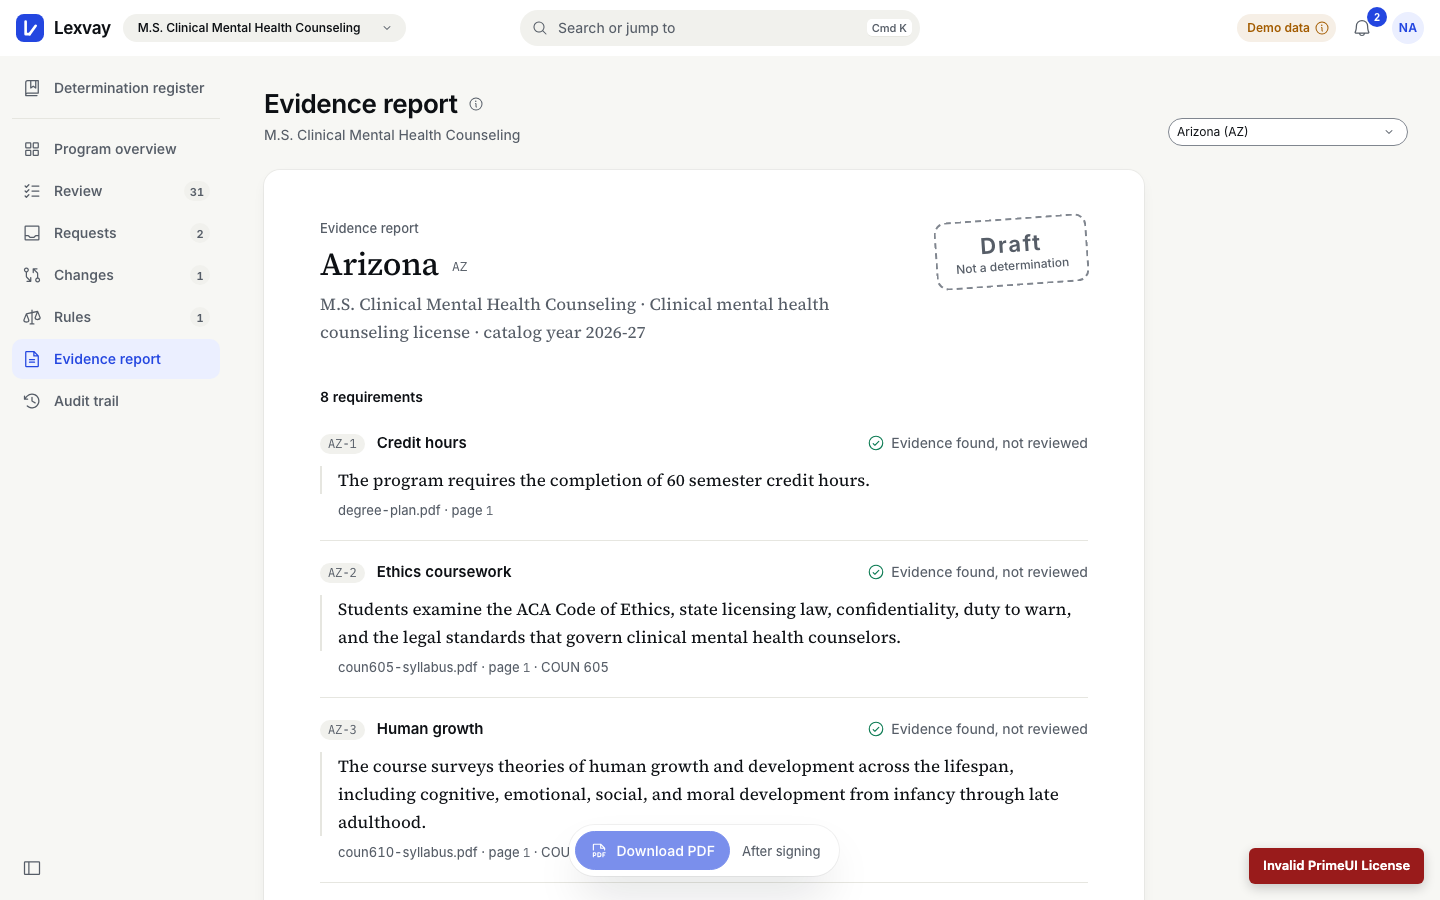 Lexvay
M.S. Clinical Mental Health Counseling
Search or jump to
Cmd K
Demo data
2
NA
Determination register
Program overview
Review 31
Requests 2
Changes 1
Rules 1
Evidence report
Audit trail
Evidence report
M.S. Clinical Mental Health Counseling
Arizona (AZ)
Evidence report
Arizona AZ
M.S. Clinical Mental Health Counseling · Clinical mental health
counseling license · catalog year 2026-27
Draft
Not a determination
8 requirements
AZ-1 Credit hours Evidence found, not reviewed
The program requires the completion of 60 semester credit hours.
degree-plan.pdf · page 1
AZ-2 Ethics coursework Evidence found, not reviewed
Students examine the ACA Code of Ethics, state licensing law, confidentiality, duty to warn,
and the legal standards that govern clinical mental health counselors.
coun605-syllabus.pdf · page 1 · COUN 605
AZ-3 Human growth Evidence found, not reviewed
The course surveys theories of human growth and development across the lifespan,
including cognitive, emotional, social, and moral development from infancy through late
adulthood.
coun610-syllabus.pdf · page 1 · COU
PDF Download PDF After signing
Invalid PrimeUI License